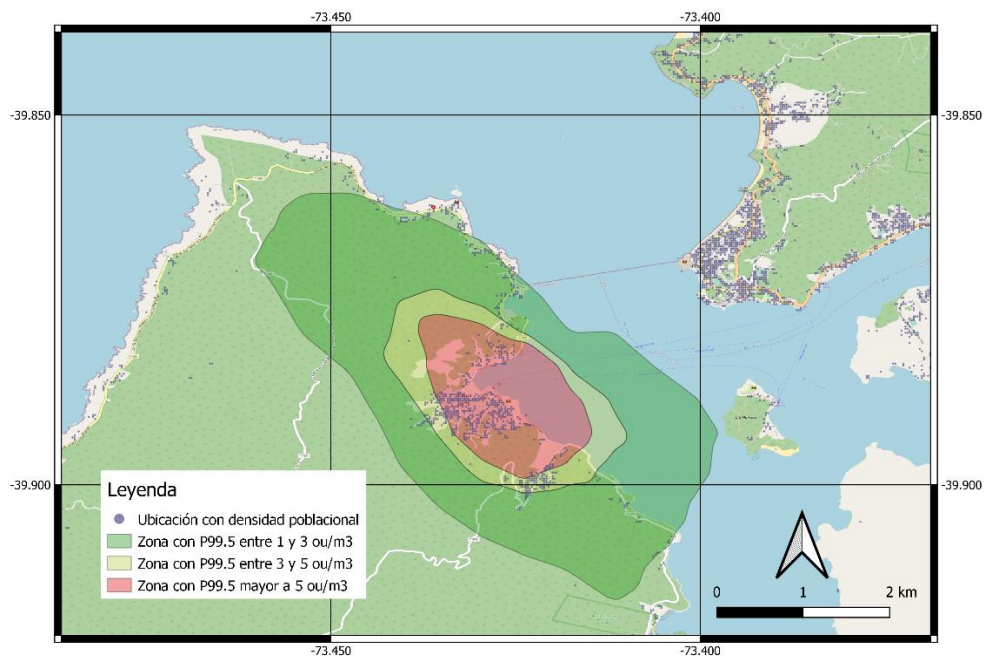 -73.450
-73.400
-39.850
-39.850
-39.900
-39.900
Leyenda
Ubicación con densidad poblacional
Zona con P99.5 entre 1 y 3 ou/m3
Zona con P99.5 entre 3 y 5 ou/m3
Zona con P99.5 mayor a 5 ou/m3
0
1
2 km
-73.450
-73.400